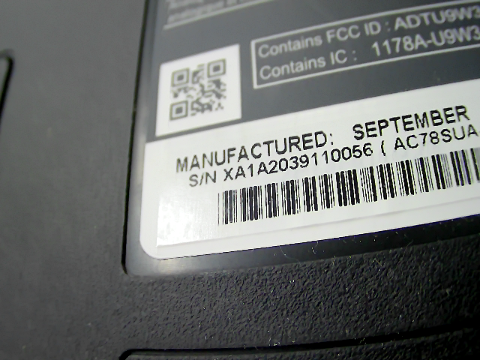 Contains FCC ID : ADTU9W3
Contains IC : 1178A-U9W3
MANUFACTURED: SEPTEMBER
S/N XA1A2039110056 ( AC78SUA